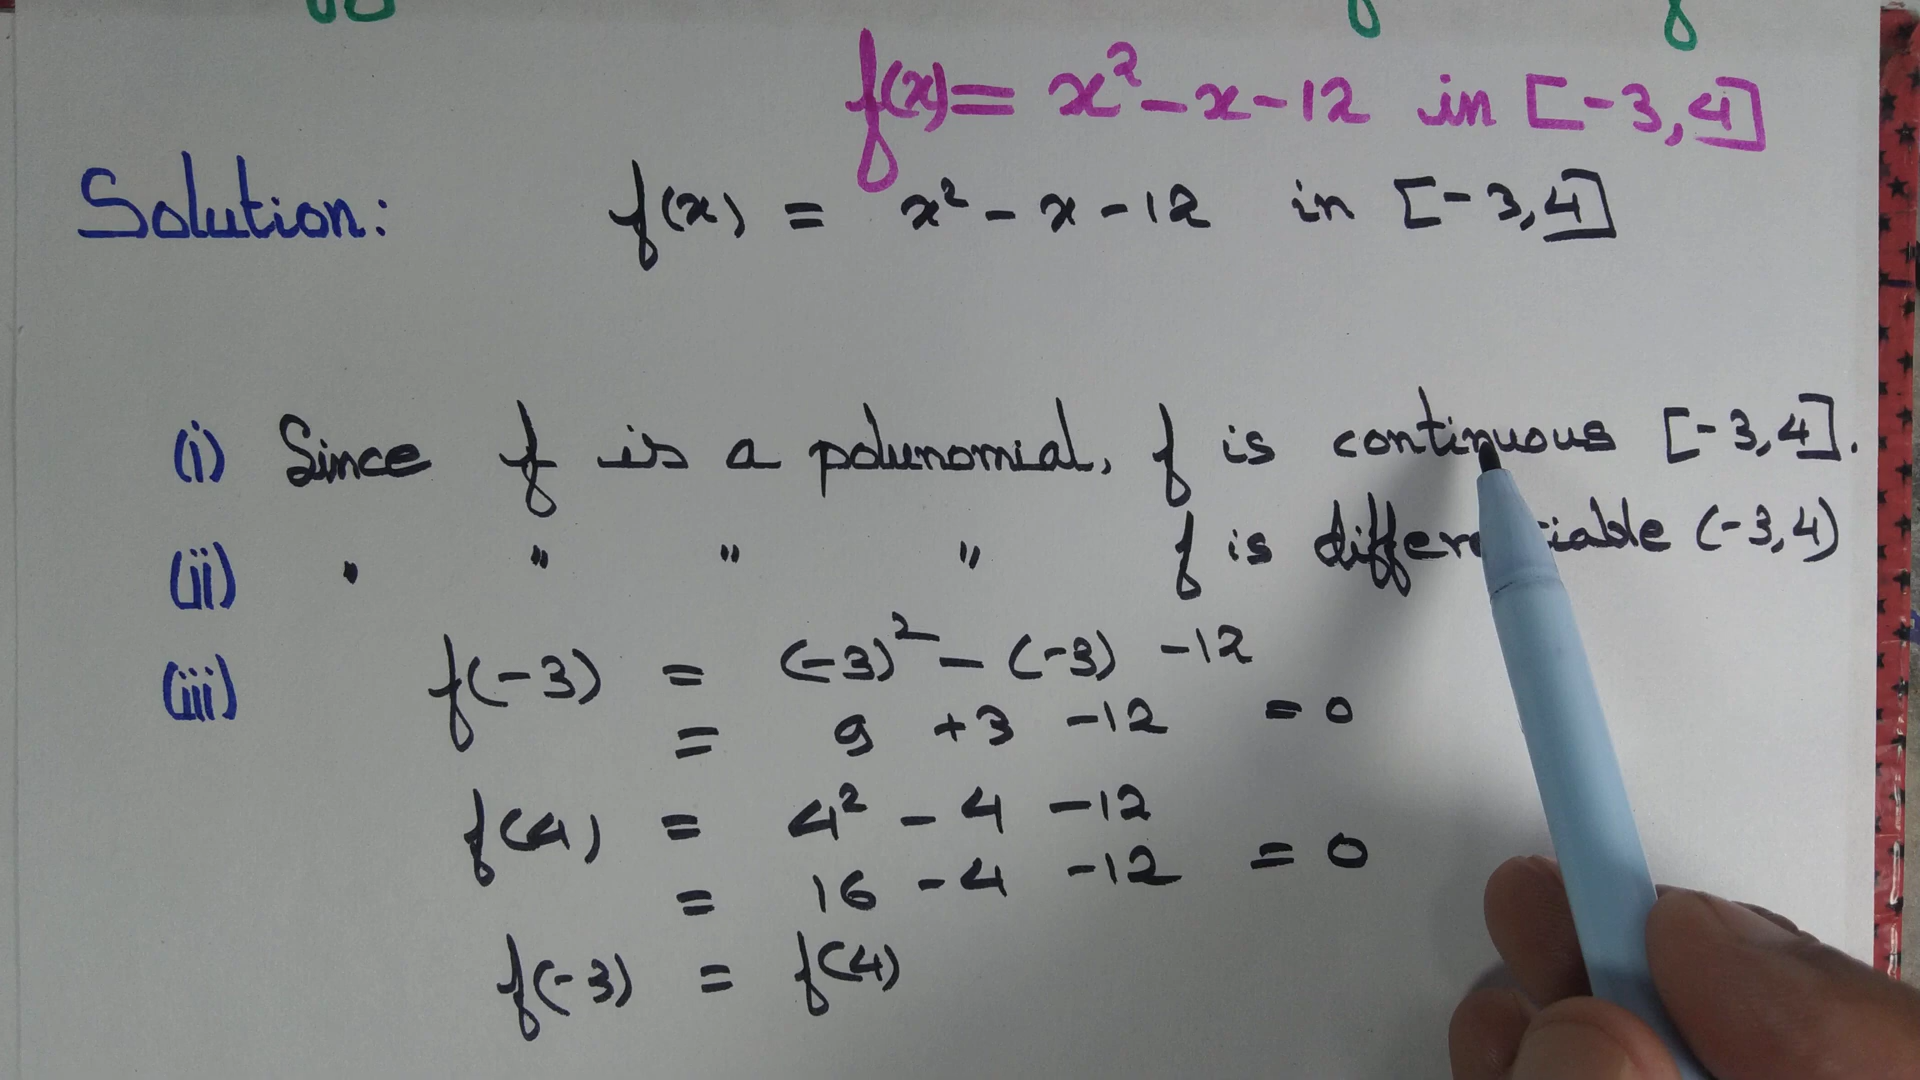 f(x) = x² - x - 12 in [-3, 4]
Solution: f(x) = x² - x - 12 in [-3, 4]
(i) Since f is a polunomial, f is continuous [-3, 4].
(ii) " " " " f is differentiable (-3, 4)
(iii) f(-3) = (-3)² - (-3) - 12
= 9 + 3 - 12 = 0
f(4) = 4² - 4 - 12
= 16 - 4 - 12 = 0
f(-3) = f(4)